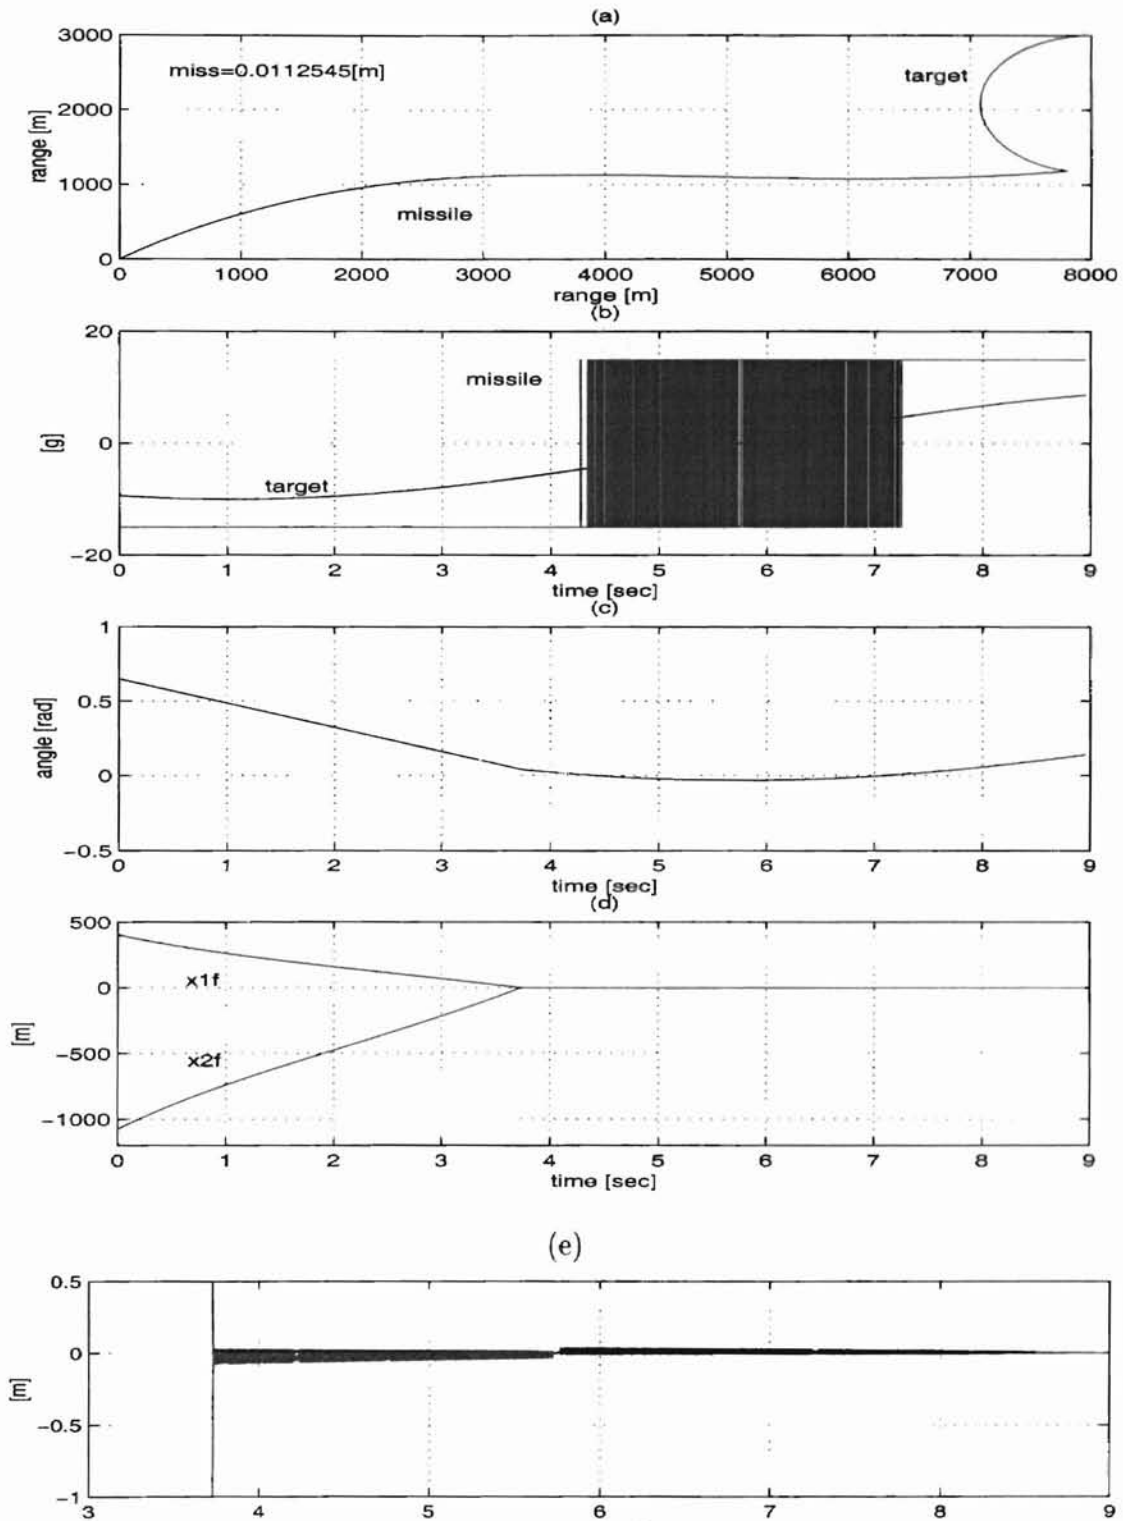 (a)
3000
miss=0.0112545[m]
target
2000
range [m]
1000
missile
0
0 1000 2000 3000 4000 5000 6000 7000 8000
range [m]
(b)
20
missile
[g]
0
target
-20
0 1 2 3 4 5 6 7 8 9
time [sec]
(c)
1
0.5
angle [rad]
0
-0.5
0 1 2 3 4 5 6 7 8 9
time [sec]
(d)
500
x1f
0
[m]
-500
x2f
-1000
0 1 2 3 4 5 6 7 8 9
time [sec]
(e)
0.5
0
[m]
-0.5
-1
3 4 5 6 7 8 9